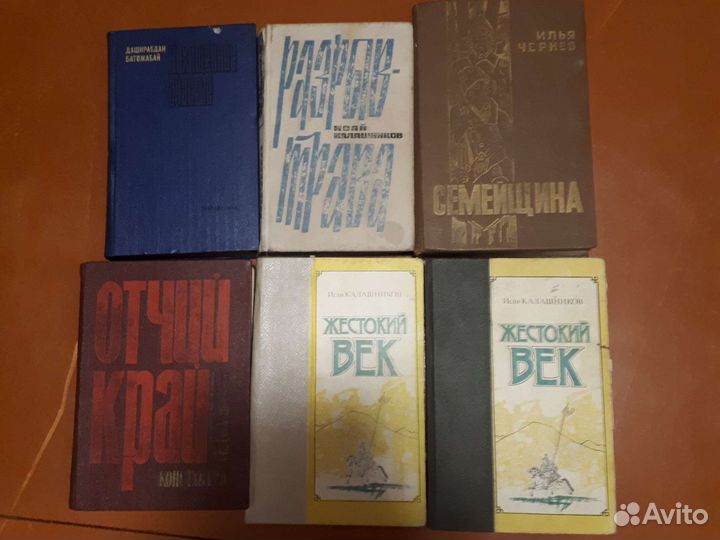 ДАШИРАБДАН
БАТОЖАБАЙ
РАЗРЫВ-
ИСАЙ
КАЛАШНИКОВ
ТРАВА
ИЛЬЯ
ЧЕРНЕВ
СЕМЕЙЩИНА
ОТЧИЙ
КРАЙ
Исай КАЛАШНИКОВ
ЖЕСТОКИЙ
ВЕК
Исай КАЛАШНИКОВ
ЖЕСТОКИЙ
ВЕК
Avito